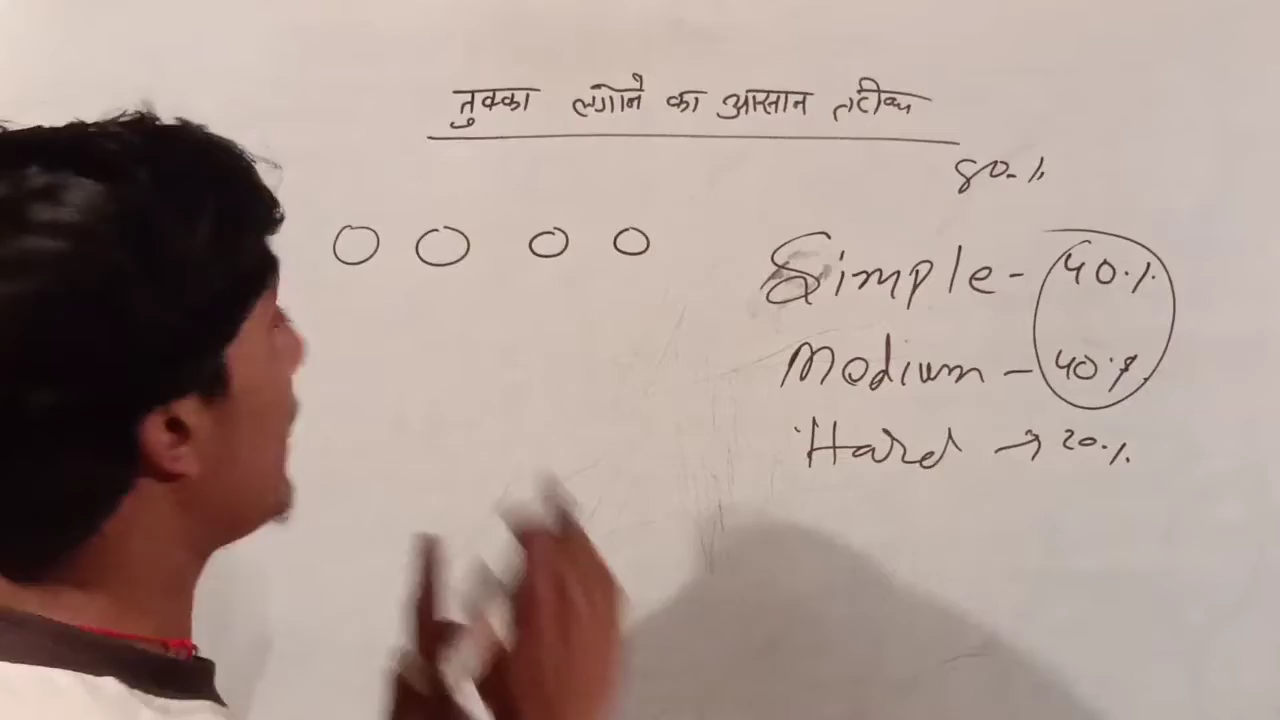 तुक्का लगाने का आसान तरीका
80%
Simple - 40%
Medium - 40%
Hard → 20%